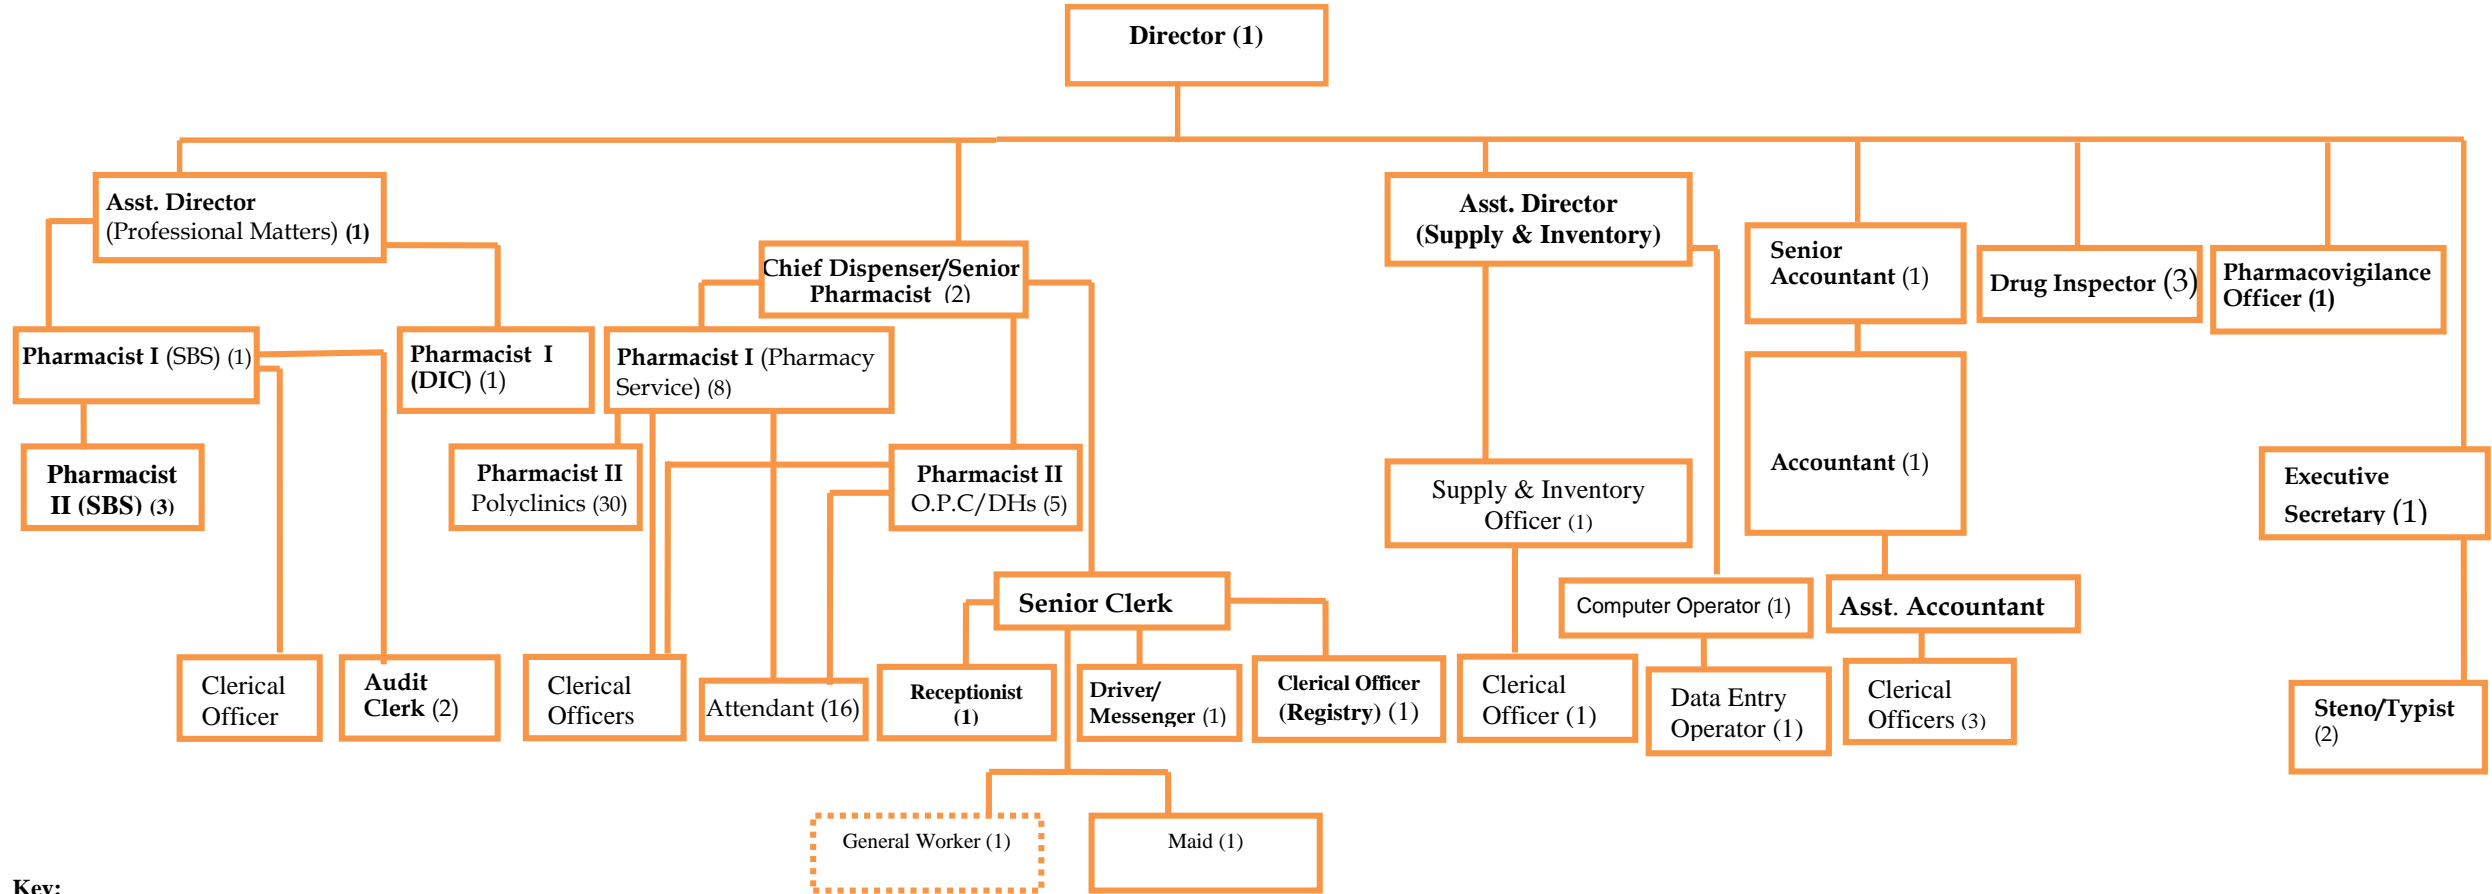 Director (1)
Asst. Director
(Professional Matters) (1)
Chief Dispenser/Senior
Pharmacist (2)
Asst. Director
(Supply & Inventory)
Senior
Accountant (1)
Drug Inspector (3)
Pharmacovigilance
Officer (1)
Pharmacist I (SBS) (1)
Pharmacist I
(DIC) (1)
Pharmacist I (Pharmacy
Service) (8)
Accountant (1)
Pharmacist
II (SBS) (3)
Pharmacist II
Polyclinics (30)
Pharmacist II
O.P.C/DHs (5)
Supply & Inventory
Officer (1)
Executive
Secretary (1)
Senior Clerk
Computer Operator (1)
Asst. Accountant
Clerical
Officer
Audit
Clerk (2)
Clerical
Officers
Attendant (16)
Receptionist
(1)
Driver/
Messenger (1)
Clerical Officer
(Registry) (1)
Clerical
Officer (1)
Data Entry
Operator (1)
Clerical
Officers (3)
Steno/Typist
(2)
General Worker (1)
Maid (1)
Key: